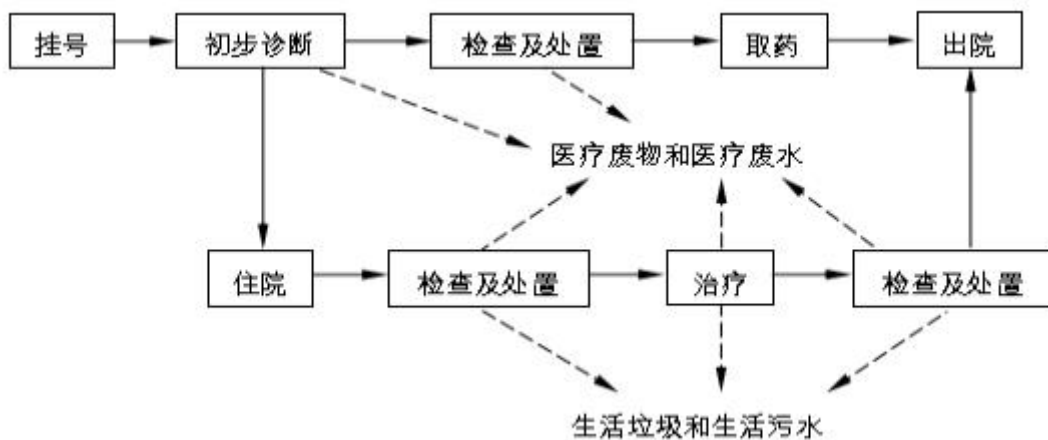 挂号
初步诊断
检查及处置
取药
出院
医疗废物和医疗废水
住院
检查及处置
治疗
检查及处置
生活垃圾和生活污水